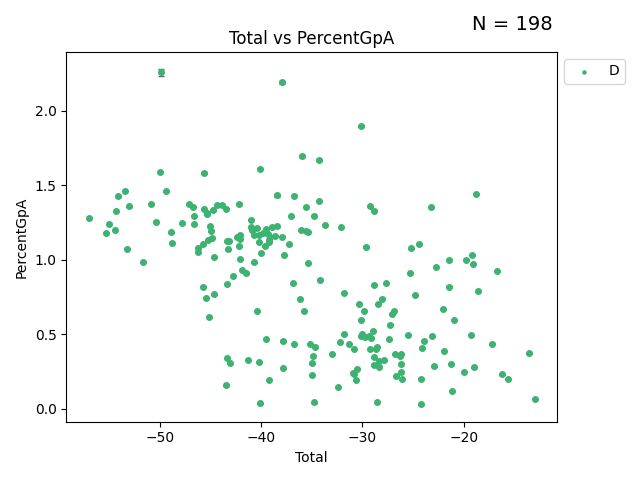 N = 198
Total vs PercentGpA
D
PercentGpA
2.0
1.5
1.0
0.5
0.0
−50
−40
−30
−20
Total